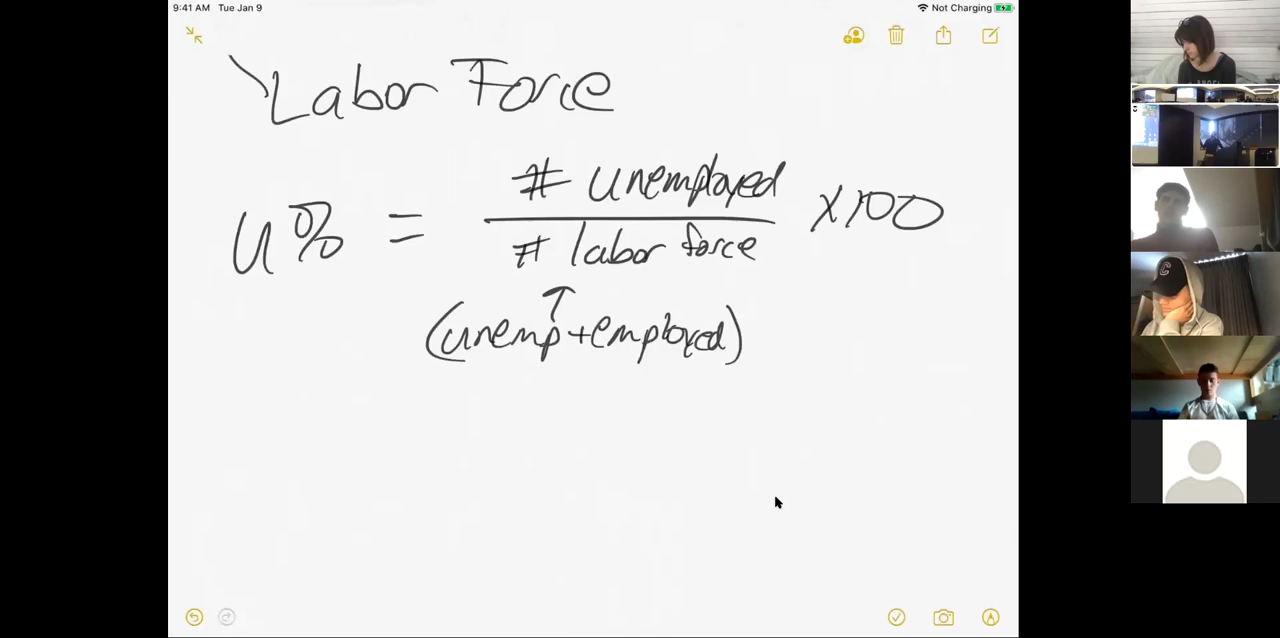 9:41 AM Tue Jan 9
Not Charging
Labor Force
U% = # unemployed / # labor force x100
(unemp+employed)
C